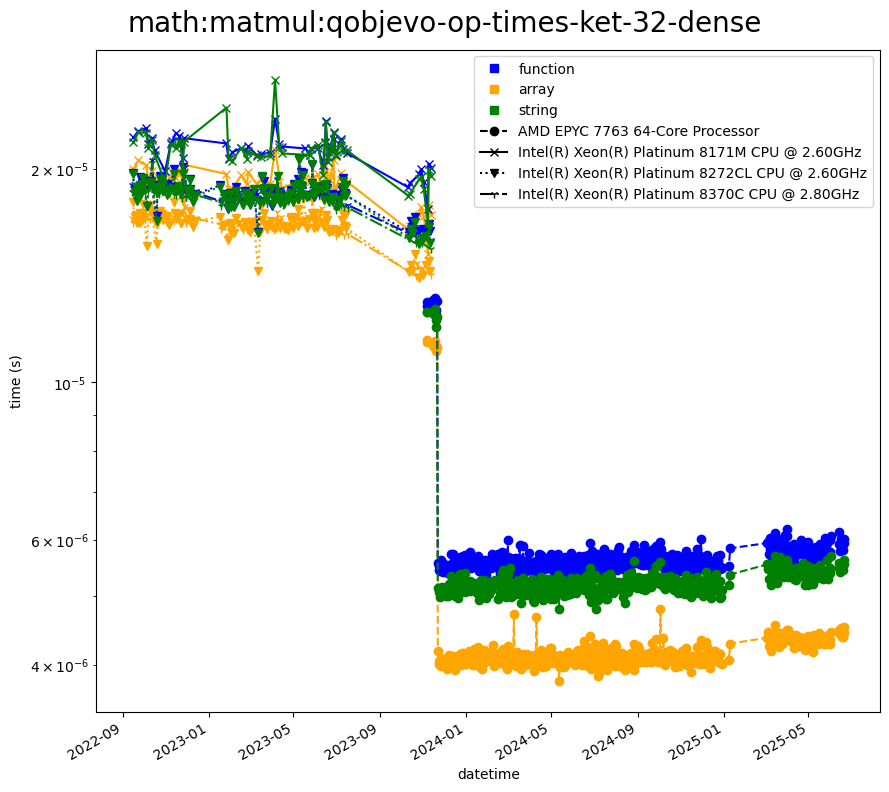 math:matmul:qobjevo-op-times-ket-32-dense
function
array
string
AMD EPYC 7763 64-Core Processor
Intel(R) Xeon(R) Platinum 8171M CPU @ 2.60GHz
Intel(R) Xeon(R) Platinum 8272CL CPU @ 2.60GHz
Intel(R) Xeon(R) Platinum 8370C CPU @ 2.80GHz
time (s)
2 × 10⁻⁵
10⁻⁵
6 × 10⁻⁶
4 × 10⁻⁶
2022-09
2023-01
2023-05
2023-09
2024-01
2024-05
2024-09
2025-01
2025-05
datetime